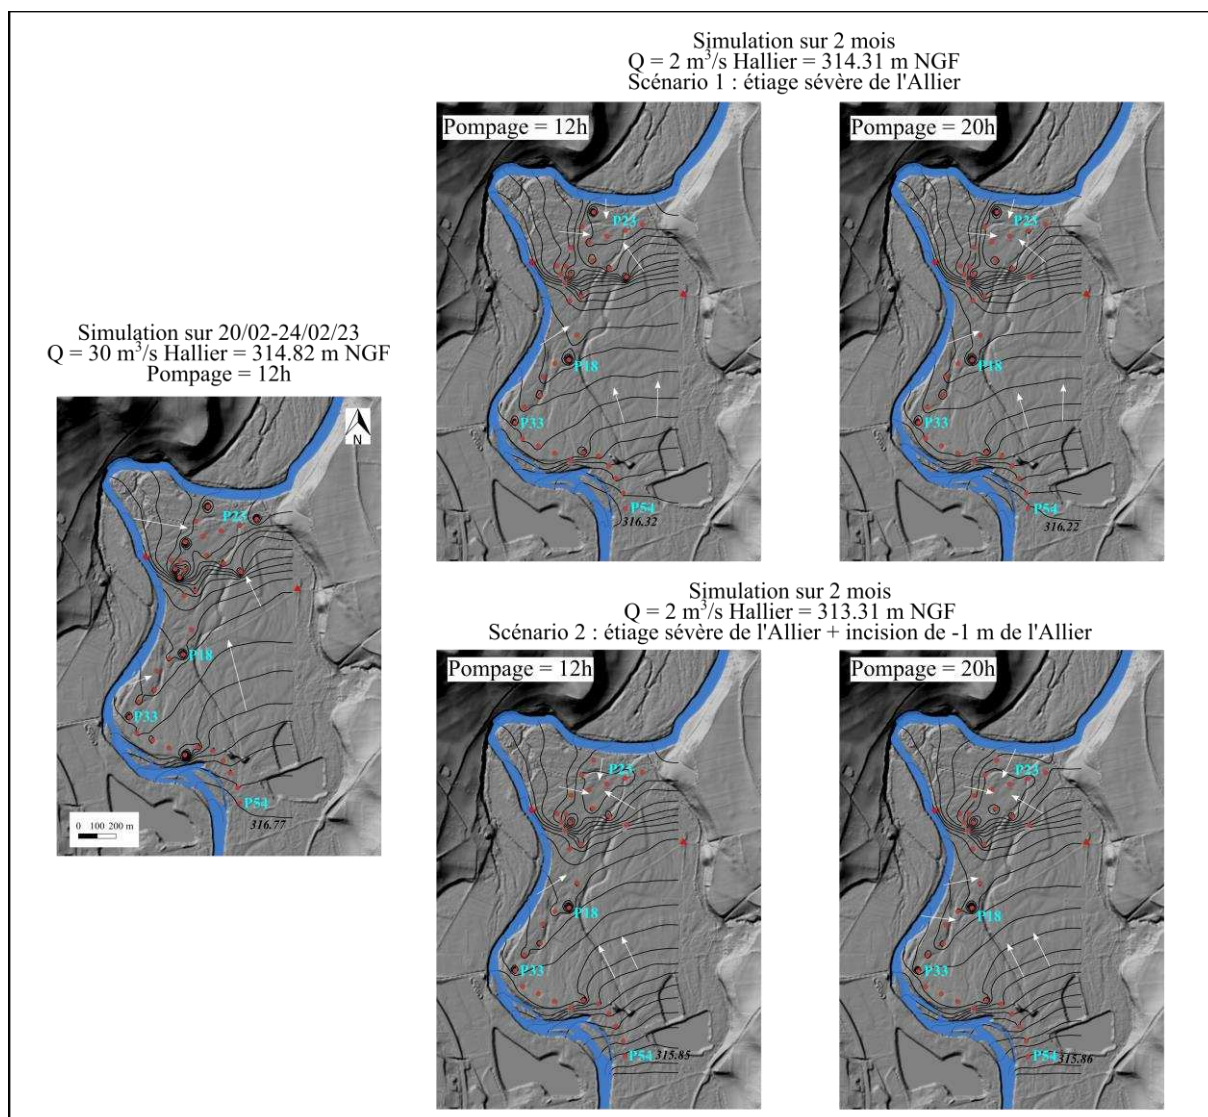 Simulation sur 2 mois
Q = 2 m³/s Hallier = 314.31 m NGF
Scénario 1 : étiage sévère de l'Allier
Pompage = 12h
P23
P18
P33
P54
316.32
Pompage = 20h
P23
P18
P33
P54
316.22
Simulation sur 20/02-24/02/23
Q = 30 m³/s Hallier = 314.82 m NGF
Pompage = 12h
N
P23
P18
P33
P54
316.77
0 100 200 m
Simulation sur 2 mois
Q = 2 m³/s Hallier = 313.31 m NGF
Scénario 2 : étiage sévère de l'Allier + incision de -1 m de l'Allier
Pompage = 12h
P23
P18
P33
P54 315.85
Pompage = 20h
P23
P18
P33
P54 315.86